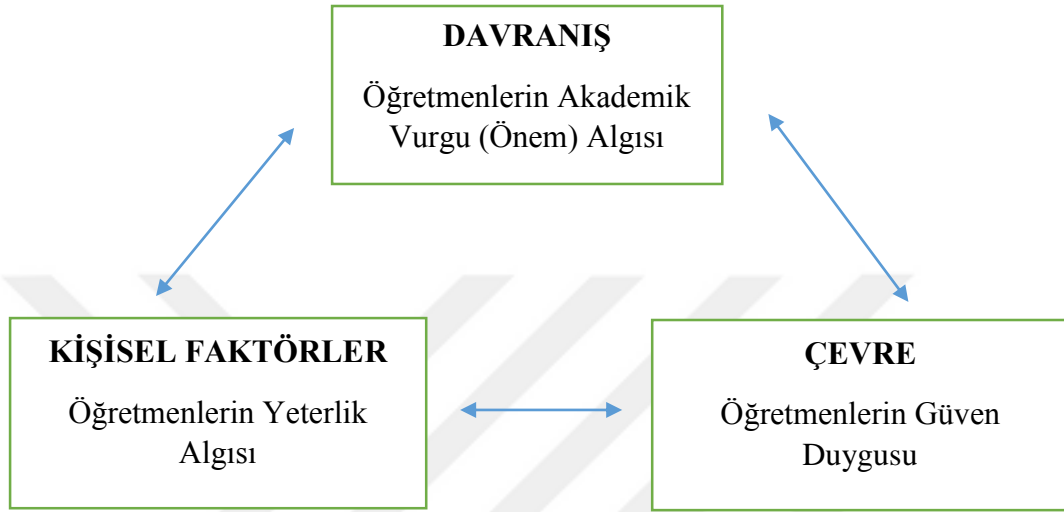 DAVRANIŞ
Öğretmenlerin Akademik
Vurgu (Önem) Algısı
KİŞİSEL FAKTÖRLER
Öğretmenlerin Yeterlik
Algısı
ÇEVRE
Öğretmenlerin Güven
Duygusu